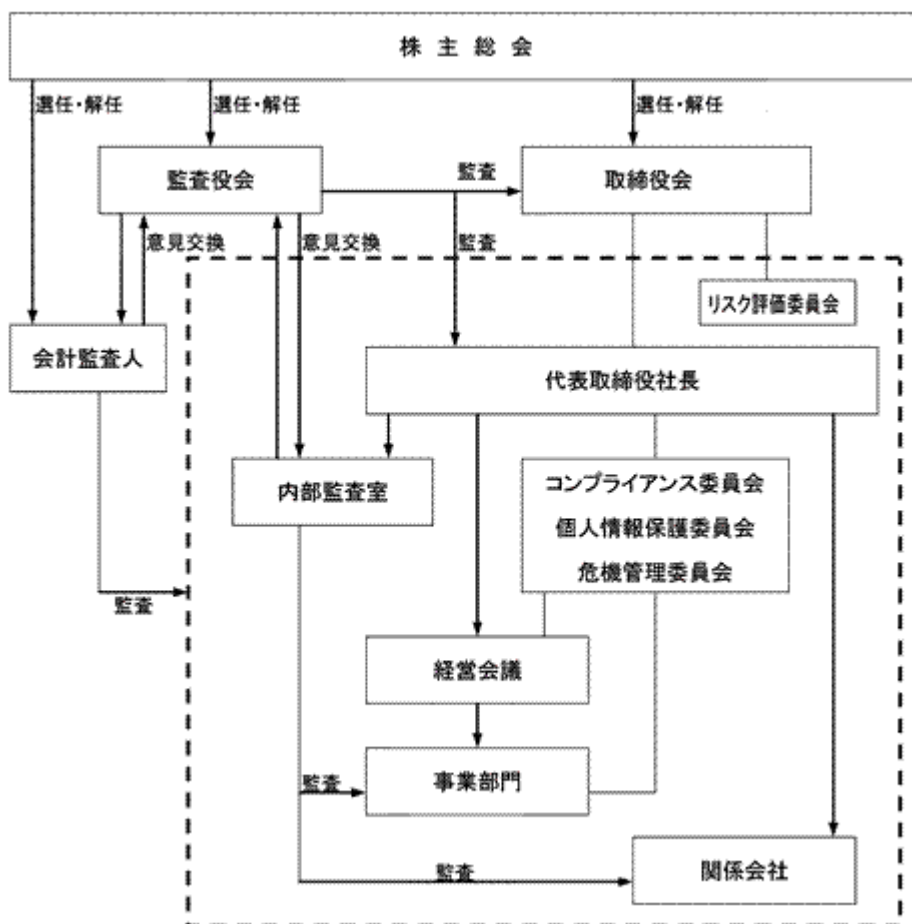 株主総会
選任・解任
選任・解任
選任・解任
監査役会
監査
取締役会
意見交換
意見交換
監査
リスク評価委員会
会計監査人
代表取締役社長
内部監査室
コンプライアンス委員会
個人情報保護委員会
危機管理委員会
監査
経営会議
監査
事業部門
監査
関係会社